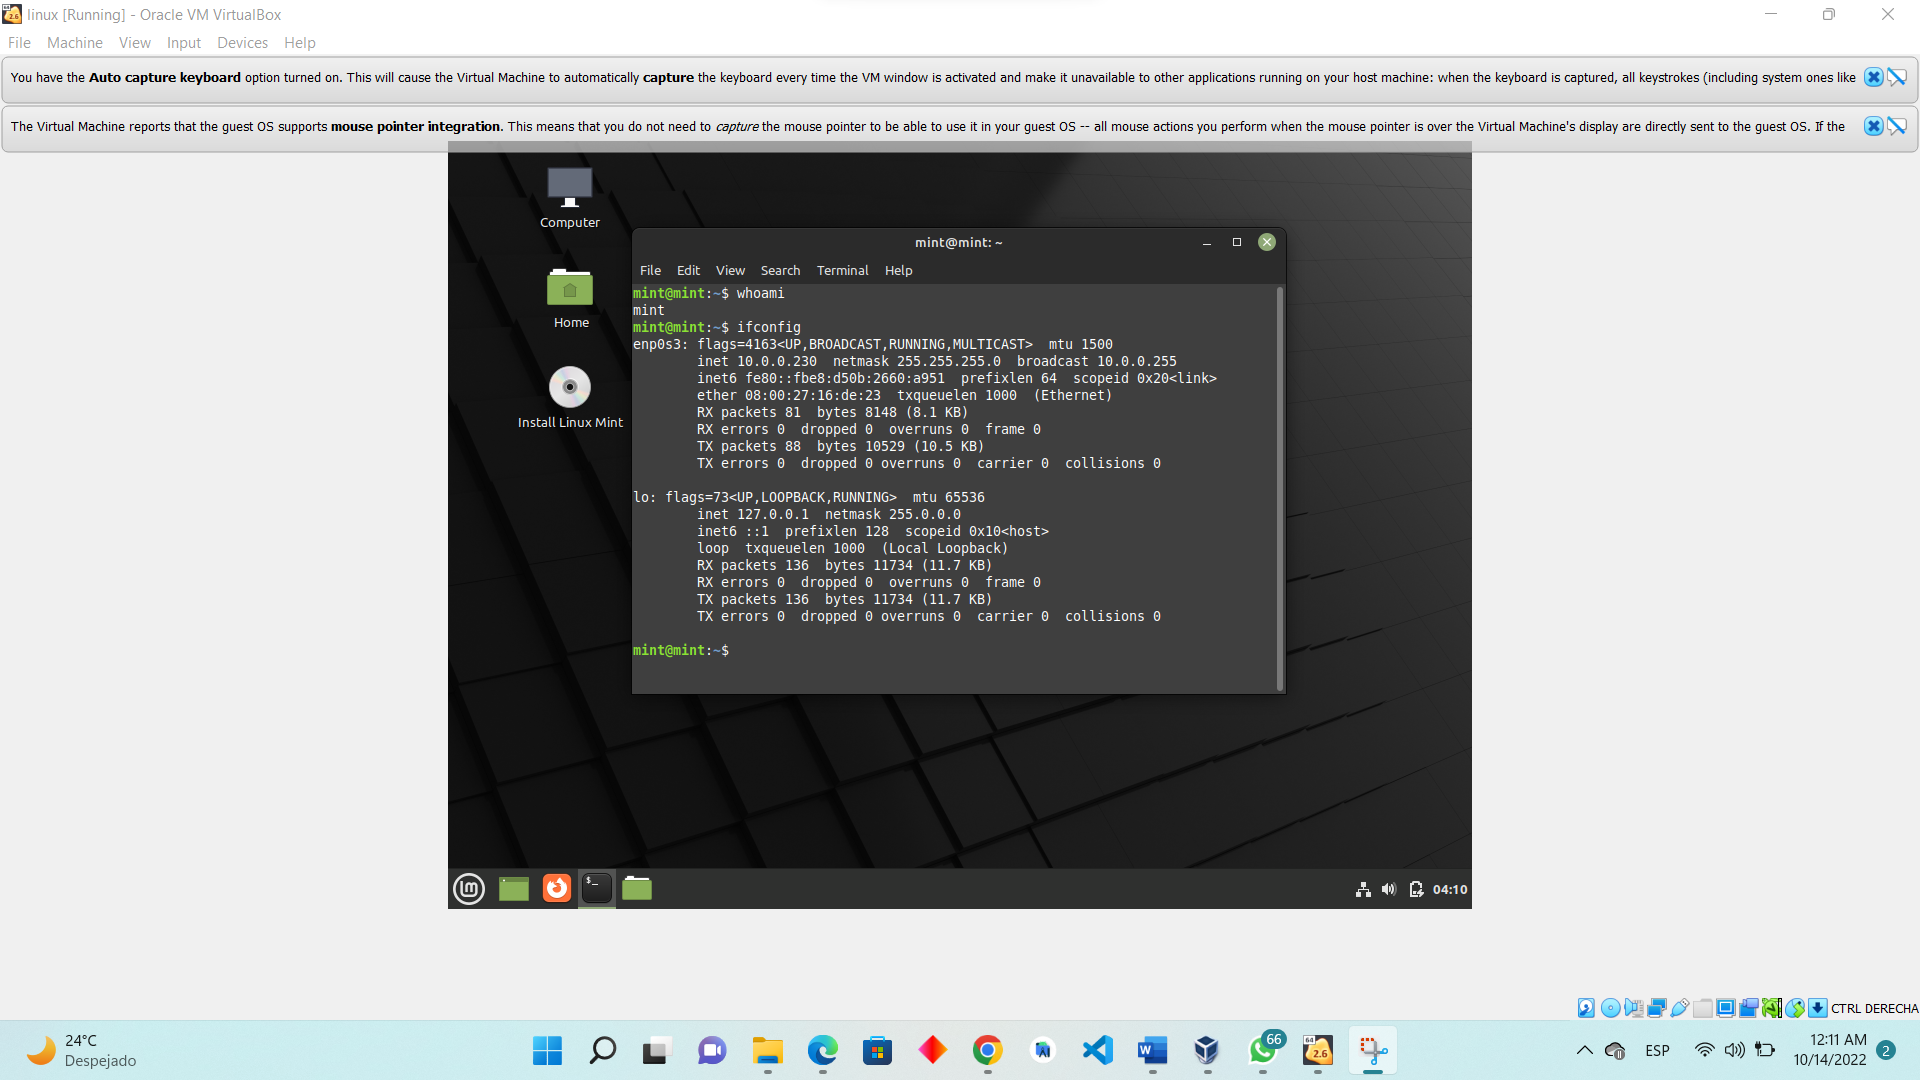 linux [Running] - Oracle VM VirtualBox
File Machine View Input Devices Help
You have the Auto capture keyboard option turned on. This will cause the Virtual Machine to automatically capture the keyboard every time the VM window is activated and make it unavailable to other applications running on your host machine: when the keyboard is captured, all keystrokes (including system ones like
The Virtual Machine reports that the guest OS supports mouse pointer integration. This means that you do not need to capture the mouse pointer to be able to use it in your guest OS -- all mouse actions you perform when the mouse pointer is over the Virtual Machine's display are directly sent to the guest OS. If the
Computer
Home
Install Linux Mint
mint@mint: ~
File Edit View Search Terminal Help
mint@mint:~$ whoami
mint
mint@mint:~$ ifconfig
enp0s3: flags=4163<UP,BROADCAST,RUNNING,MULTICAST>  mtu 1500
        inet 10.0.0.230  netmask 255.255.255.0  broadcast 10.0.0.255
        inet6 fe80::fbe8:d50b:2660:a951  prefixlen 64  scopeid 0x20<link>
        ether 08:00:27:16:de:23  txqueuelen 1000  (Ethernet)
        RX packets 81  bytes 8148 (8.1 KB)
        RX errors 0  dropped 0  overruns 0  frame 0
        TX packets 88  bytes 10529 (10.5 KB)
        TX errors 0  dropped 0 overruns 0  carrier 0  collisions 0
lo: flags=73<UP,LOOPBACK,RUNNING>  mtu 65536
        inet 127.0.0.1  netmask 255.0.0.0
        inet6 ::1  prefixlen 128  scopeid 0x10<host>
        loop  txqueuelen 1000  (Local Loopback)
        RX packets 136  bytes 11734 (11.7 KB)
        RX errors 0  dropped 0  overruns 0  frame 0
        TX packets 136  bytes 11734 (11.7 KB)
        TX errors 0  dropped 0 overruns 0  carrier 0  collisions 0
mint@mint:~$
04:10
CTRL DERECHA
24°C
Despejado
66
64
2.6
ESP
12:11 AM
10/14/2022
2